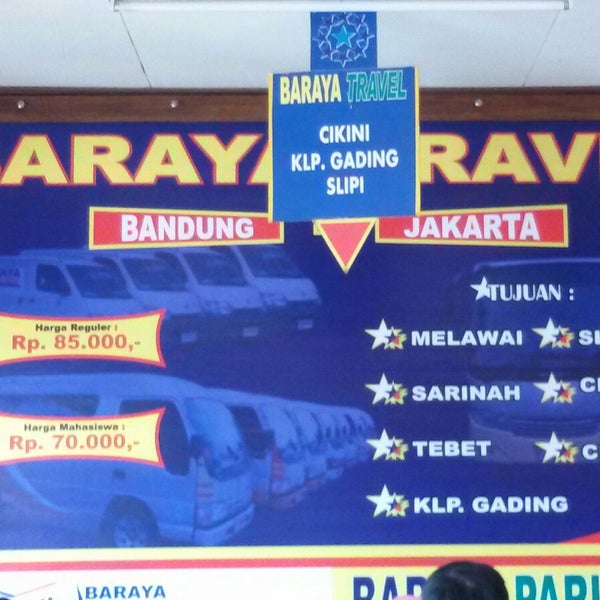 BARAYA TRAVEL
CIKINI
KLP. GADING
SLIPI
BANDUNG
JAKARTA
TUJUAN :
Harga Reguler :
Rp. 85.000,-
MELAWAI
SARINAH
Harga Mahasiswa :
Rp. 70.000,-
TEBET
KLP. GADING
BARAYA